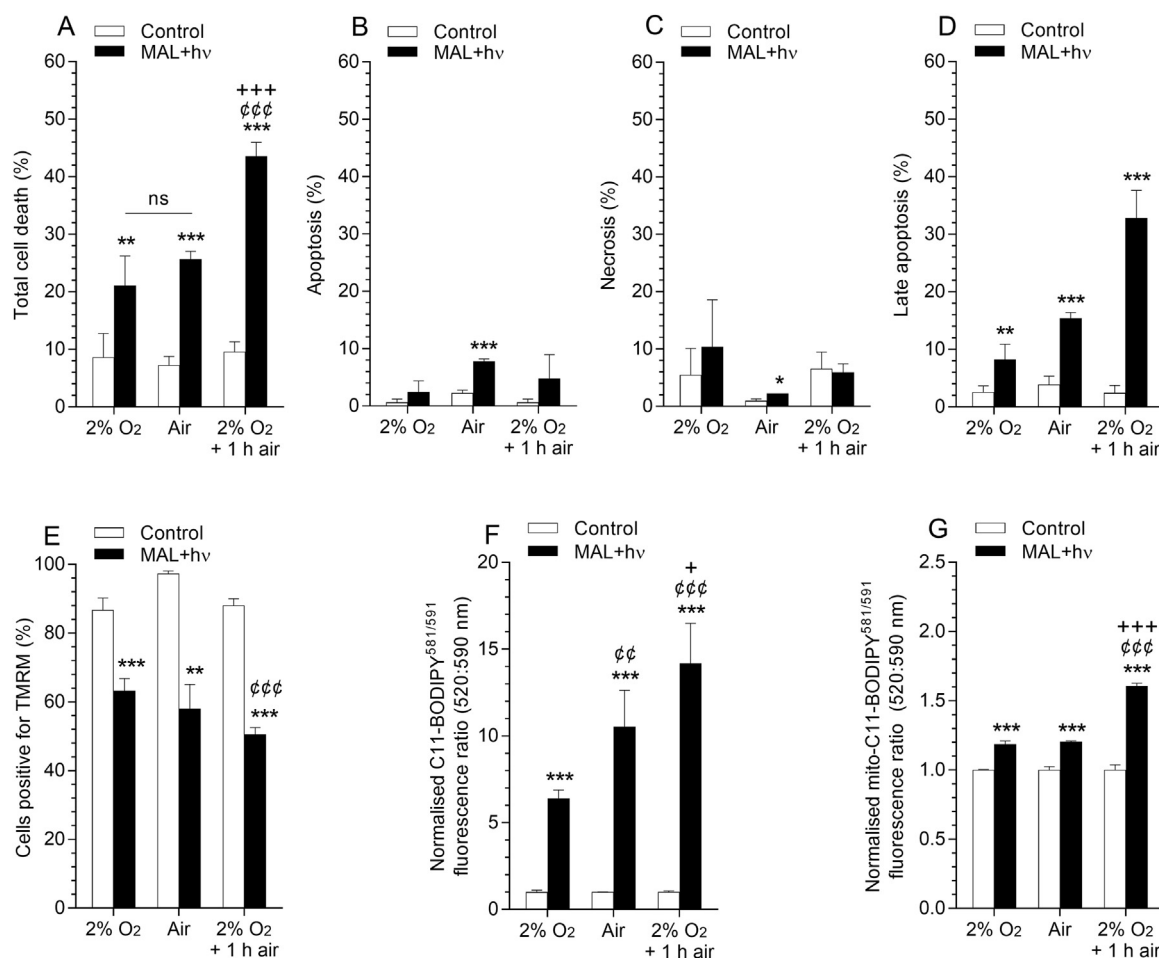 A
Control
MAL+hν
Total cell death (%)
60
50
40
30
20
10
0
+++
¢¢¢
***
ns
**
***
2% O2
Air
2% O2
+ 1 h air
B
Control
MAL+hν
Apoptosis (%)
60
50
40
30
20
10
0
***
2% O2
Air
2% O2
+ 1 h air
C
Control
MAL+hν
Necrosis (%)
60
50
40
30
20
10
0
*
2% O2
Air
2% O2
+ 1 h air
D
Control
MAL+hν
Late apoptosis (%)
60
50
40
30
20
10
0
**
***
***
2% O2
Air
2% O2
+ 1 h air
E
Control
MAL+hν
Cells positive for TMRM (%)
100
80
60
40
20
0
***
**
¢¢¢
***
2% O2
Air
2% O2
+ 1 h air
F
Control
MAL+hν
Normalised C11-BODIPY581/591
fluorescence ratio (520:590 nm)
20
15
10
5
0
***
¢¢
***
+
¢¢¢
***
2% O2
Air
2% O2
+ 1 h air
G
Control
MAL+hν
Normalised mito-C11-BODIPY581/591
fluorescence ratio (520:590 nm)
2.5
2.0
1.5
1.0
0.5
0.0
***
***
+++
¢¢¢
***
2% O2
Air
2% O2
+ 1 h air